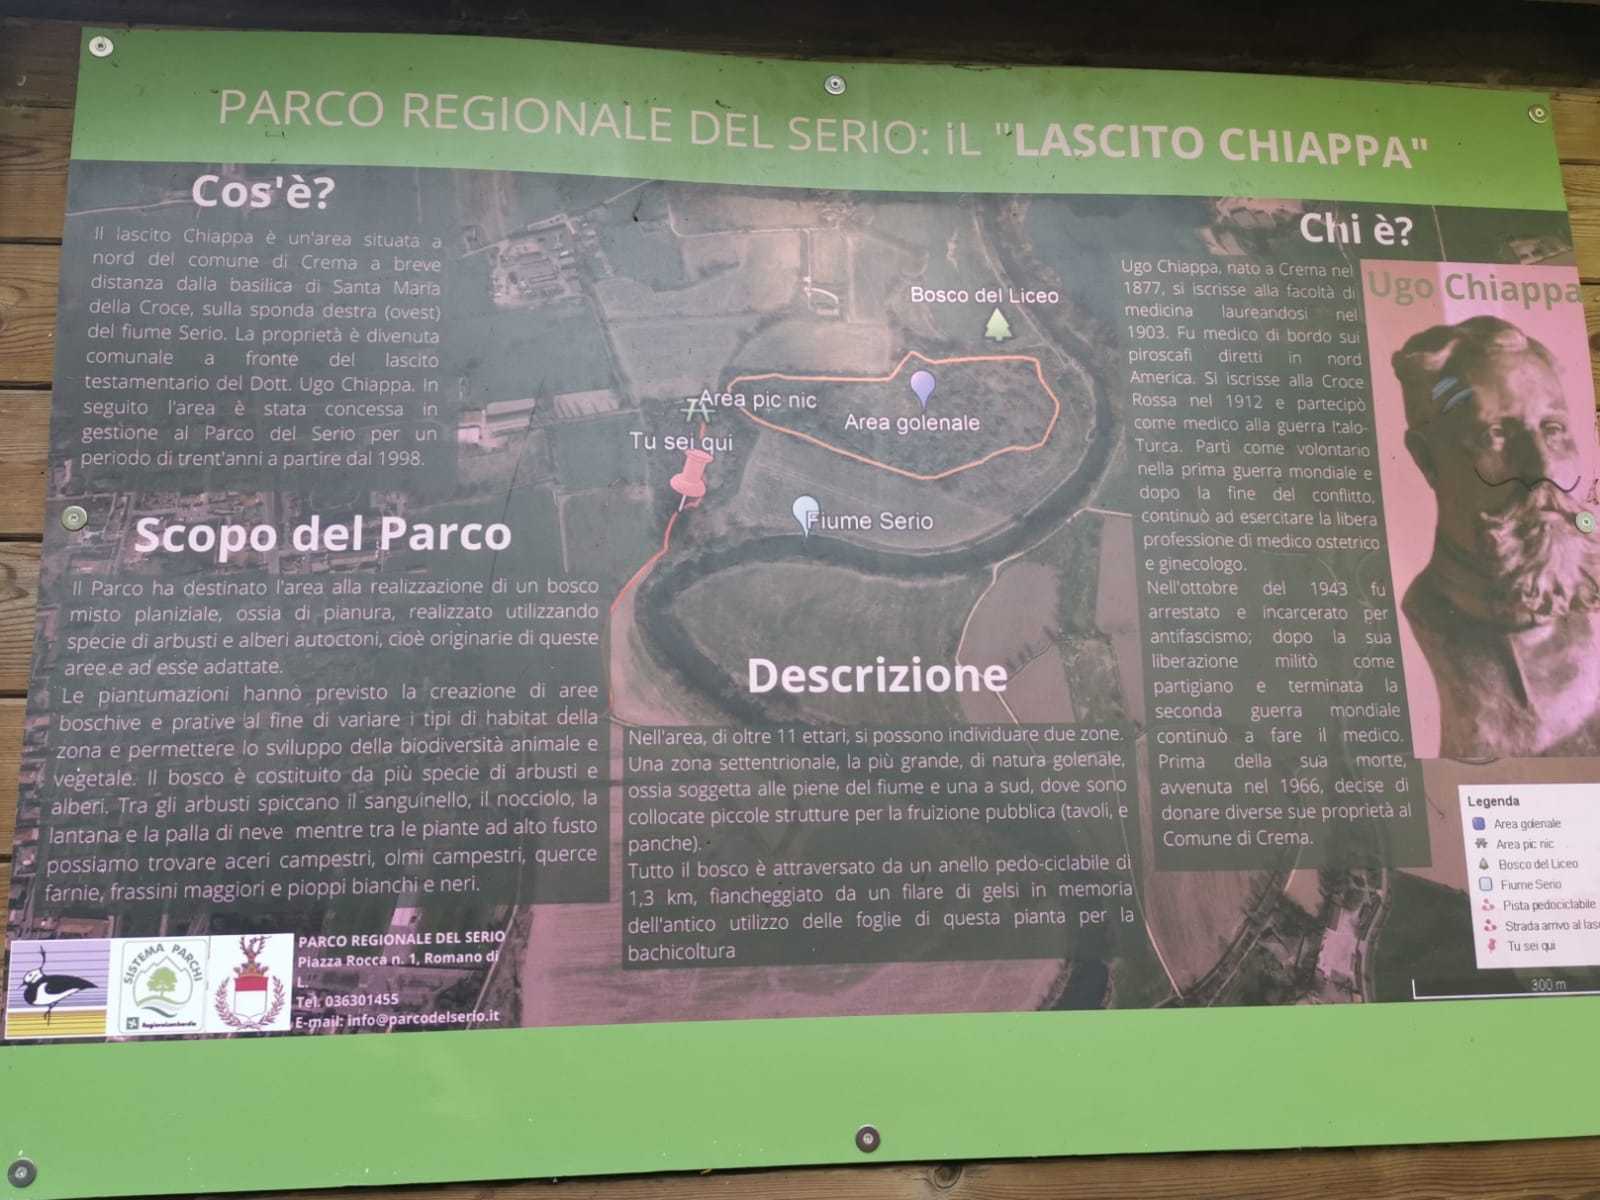 PARCO REGIONALE DEL SERIO: iL "LASCITO CHIAPPA"
Cos'è?
Il lascito Chiappa è un'area situata a
nord del comune di Crema a breve
distanza dalla basilica di Santa Maria
della Croce, sulla sponda destra (ovest)
del fiume Serio. La proprietà è divenuta
comunale a fronte del lascito
testamentario del Dott. Ugo Chiappa. In
seguito l'area è stata concessa in
gestione al Parco del Serio per un
periodo di trent'anni a partire dal 1998.
Scopo del Parco
Il Parco ha destinato l'area alla realizzazione di un bosco
misto planiziale, ossia di pianura, realizzato utilizzando
specie di arbusti e alberi autoctoni, cioè originarie di queste
aree e ad esse adattate.
Le piantumazioni hanno previsto la creazione di aree
boschive e prative al fine di variare i tipi di habitat della
zona e permettere lo sviluppo della biodiversità animale e
vegetale. Il bosco è costituito da più specie di arbusti e
alberi. Tra gli arbusti spiccano il sanguinello, il nocciolo, la
lantana e la palla di neve mentre tra le piante ad alto fusto
possiamo trovare aceri campestri, olmi campestri, querce
farnie, frassini maggiori e pioppi bianchi e neri.
SISTEMA PARCHI
RegioneLombardia
PARCO REGIONALE DEL SERIO
Piazza Rocca n. 1, Romano di
L.
Tel. 036301455
E-mail: info@parcodelserio.it
Bosco del Liceo
Area pic nic
Area golenale
Tu sei qui
Fiume Serio
Descrizione
Nell'area, di oltre 11 ettari, si possono individuare due zone.
Una zona settentrionale, la più grande, di natura golenale,
ossia soggetta alle piene del fiume e una a sud, dove sono
collocate piccole strutture per la fruizione pubblica (tavoli, e
panche).
Tutto il bosco è attraversato da un anello pedo-ciclabile di
1,3 km, fiancheggiato da un filare di gelsi in memoria
dell'antico utilizzo delle foglie di questa pianta per la
bachicoltura
Chi è?
Ugo Chiappa, nato a Crema nel
1877, si iscrisse alla facoltà di
medicina laureandosi nel
1903. Fu medico di bordo sui
piroscafi diretti in nord
America. Si iscrisse alla Croce
Rossa nel 1912 e partecipò
come medico alla guerra Italo-
Turca. Partì come volontario
nella prima guerra mondiale e
dopo la fine del conflitto,
continuò ad esercitare la libera
professione di medico ostetrico
e ginecologo.
Nell'ottobre del 1943 fu
arrestato e incarcerato per
antifascismo; dopo la sua
liberazione militò come
partigiano e terminata la
seconda guerra mondiale
continuò a fare il medico.
Prima della sua morte,
avvenuta nel 1966, decise di
donare diverse sue proprietà al
Comune di Crema.
Ugo Chiappa
Legenda
Area golenale
Area pic nic
Bosco del Liceo
Fiume Serio
Pista pedociclabile
Strada arrivo al lasc
Tu sei qui
300 m